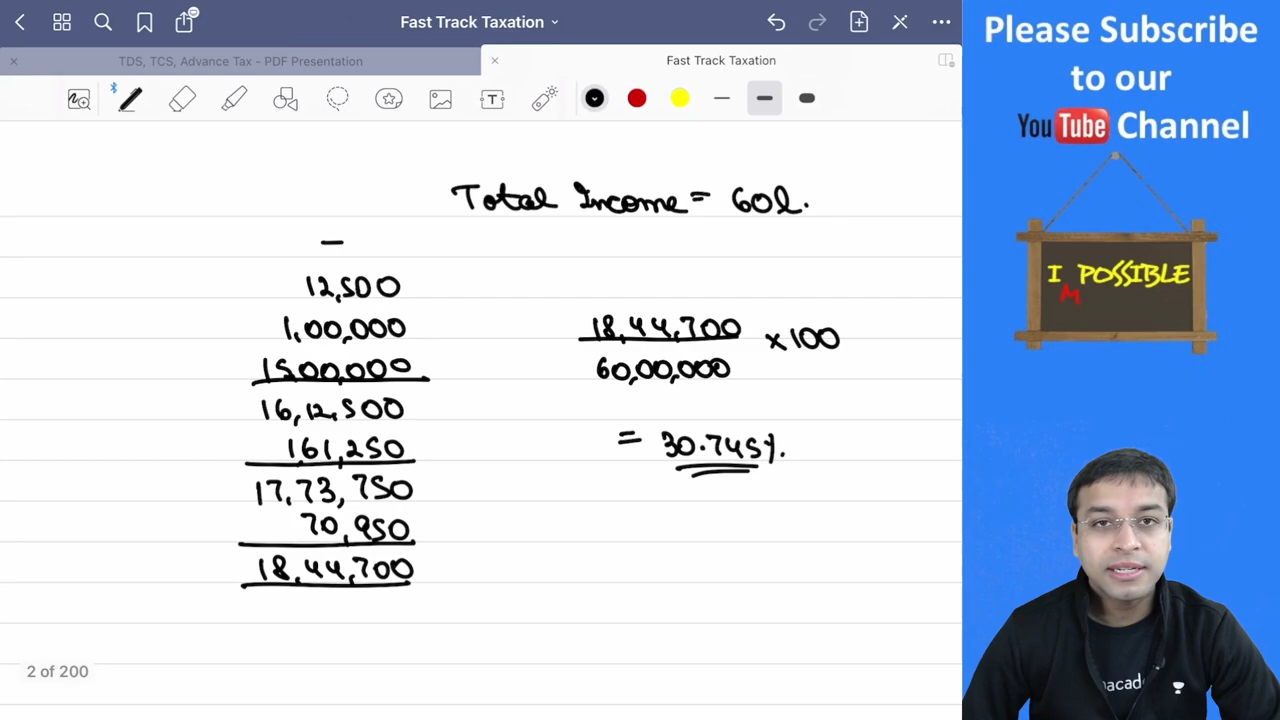 Fast Track Taxation
TDS, TCS, Advance Tax - PDF Presentation
Fast Track Taxation
T
Total Income = 60l.
—
12,500
1,00,000
1500,000
16,12,500
161,250
17,73,750
70,950
18,44,700
18,44,700
60,00,000
×100
= 30.745%.
2 of 200
Please Subscribe
to our
YouTube Channel
I POSSIBLE
M
nacade